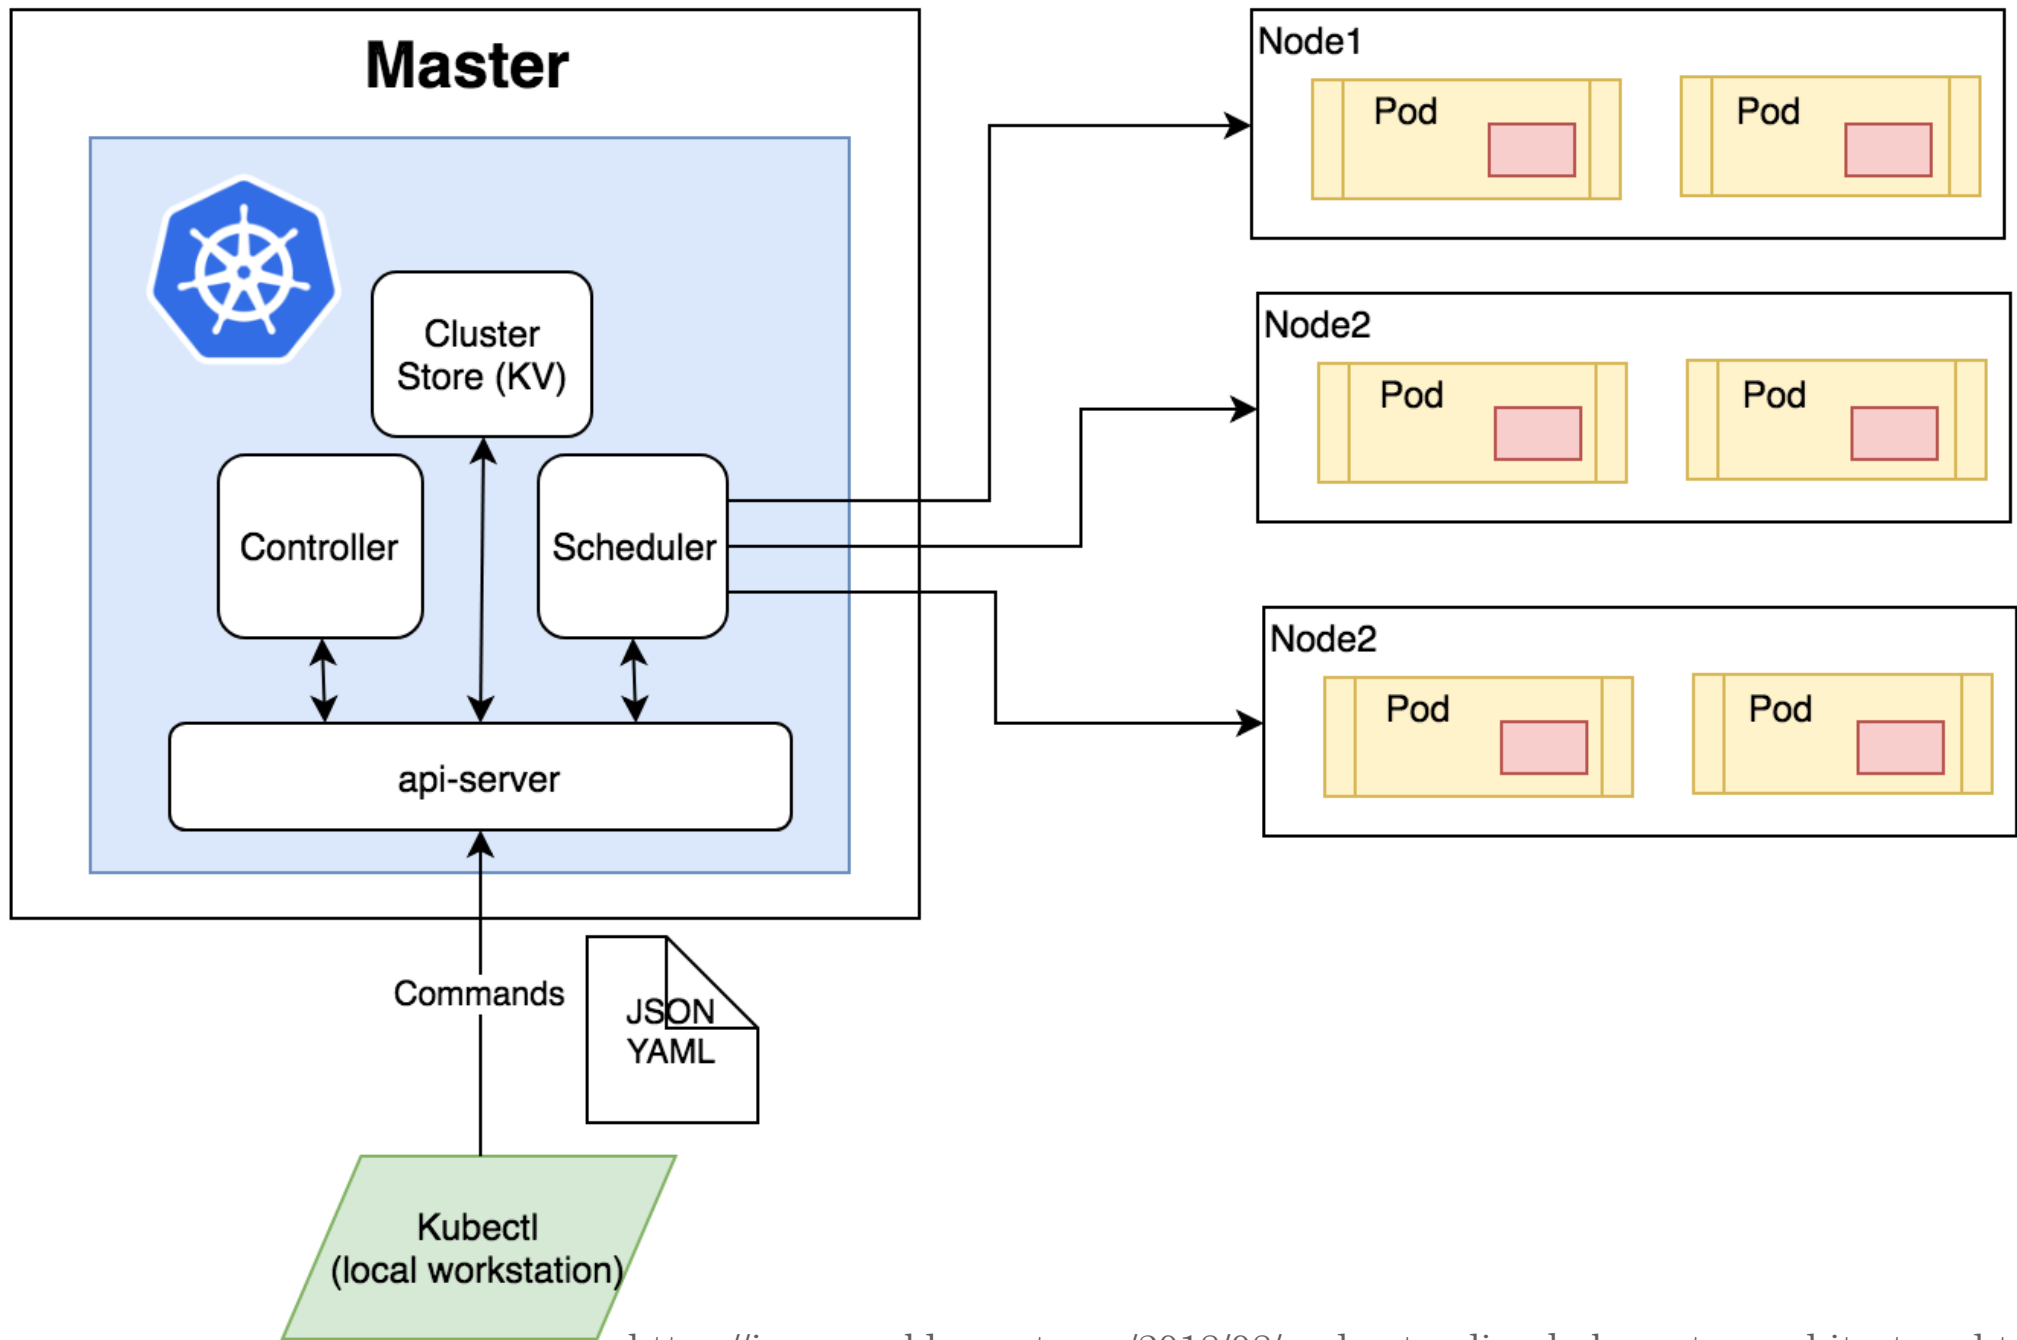 Master
Cluster
Store (KV)
Controller
Scheduler
api-server
Commands
JSON
YAML
Kubectl
(local workstation)
Node1
Pod
Pod
Node2
Pod
Pod
Node2
Pod
Pod